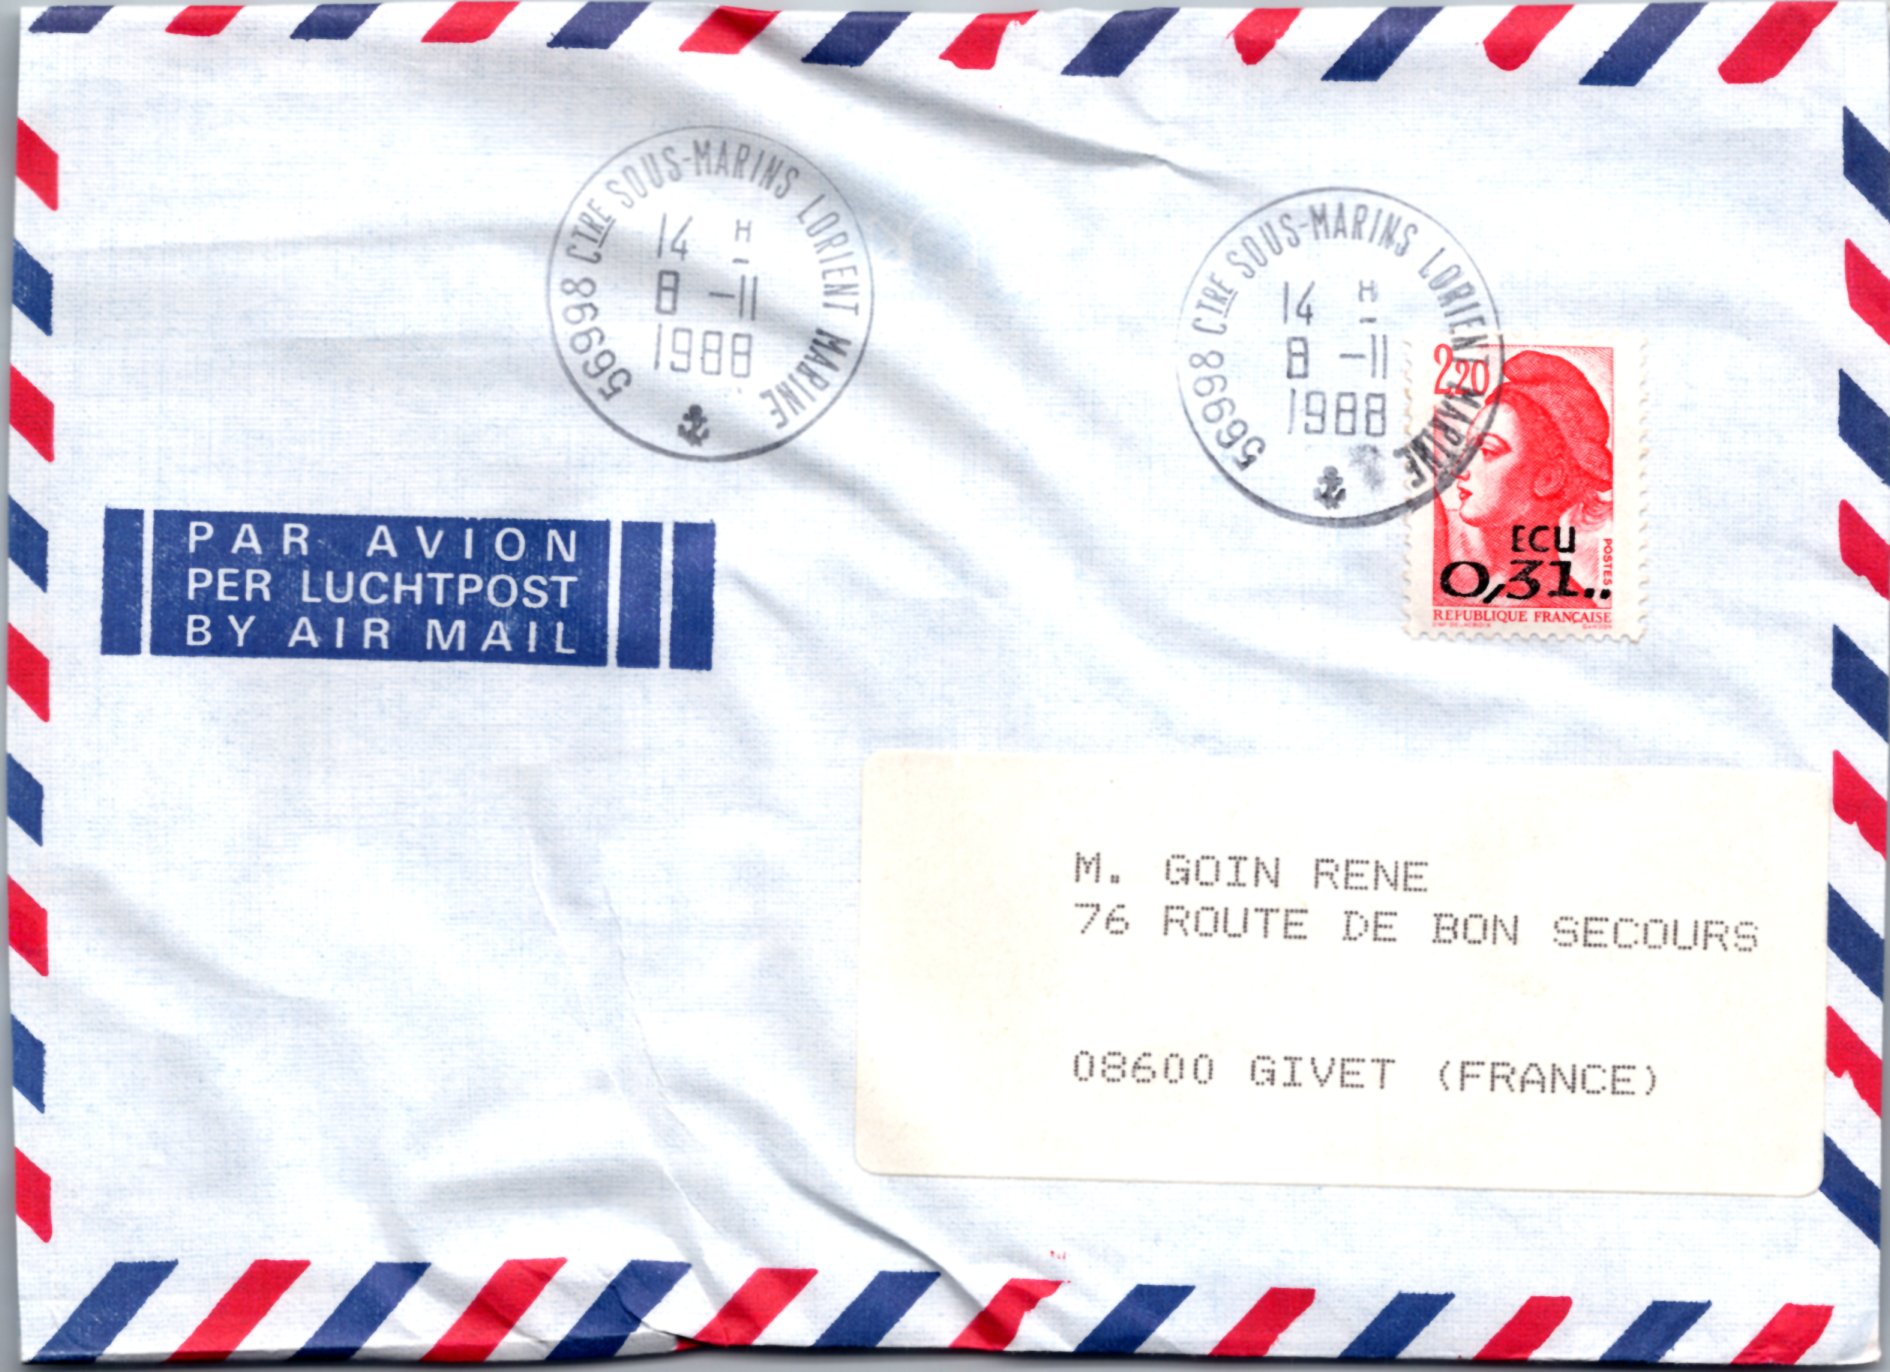 56998 CTRE SOUS-MARINS LORIENT MARINE
14 H
8 -11
1988
56998 CTRE SOUS-MARINS LORIENT MARINE
14 H
8 -11
1988
2,20
ECU
0,31..
POSTES
REPUBLIQUE FRANÇAISE
PAR AVION
PER LUCHTPOST
BY AIR MAIL
M. GOIN RENE
76 ROUTE DE BON SECOURS
08600 GIVET (FRANCE)